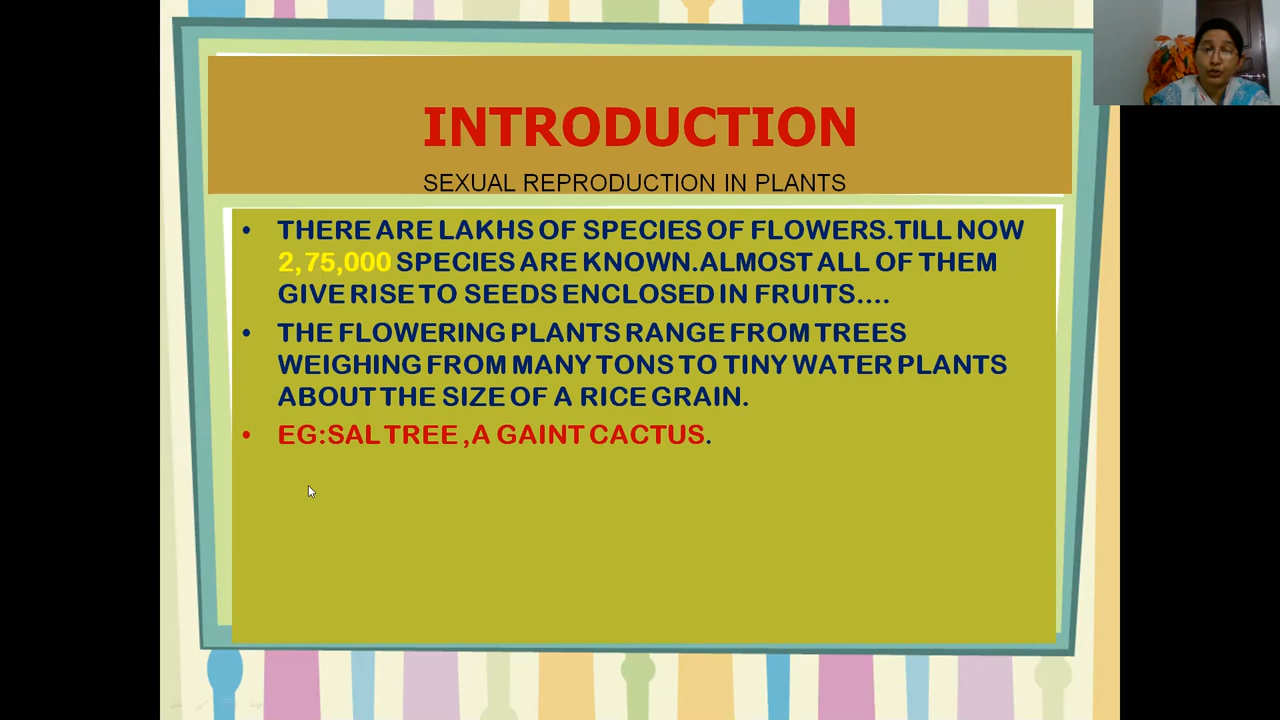 INTRODUCTION
SEXUAL REPRODUCTION IN PLANTS
• THERE ARE LAKHS OF SPECIES OF FLOWERS.TILL NOW
2,75,000 SPECIES ARE KNOWN.ALMOST ALL OF THEM
GIVE RISE TO SEEDS ENCLOSED IN FRUITS....
• THE FLOWERING PLANTS RANGE FROM TREES
WEIGHING FROM MANY TONS TO TINY WATER PLANTS
ABOUT THE SIZE OF A RICE GRAIN.
• EG:SAL TREE ,A GAINT CACTUS.